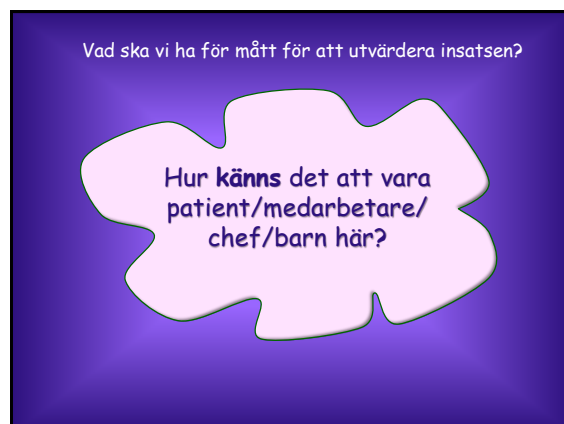 Vad ska vi ha för mått för att utvärdera insatsen?
Hur känns det att vara
patient/medarbetare/
chef/barn här?